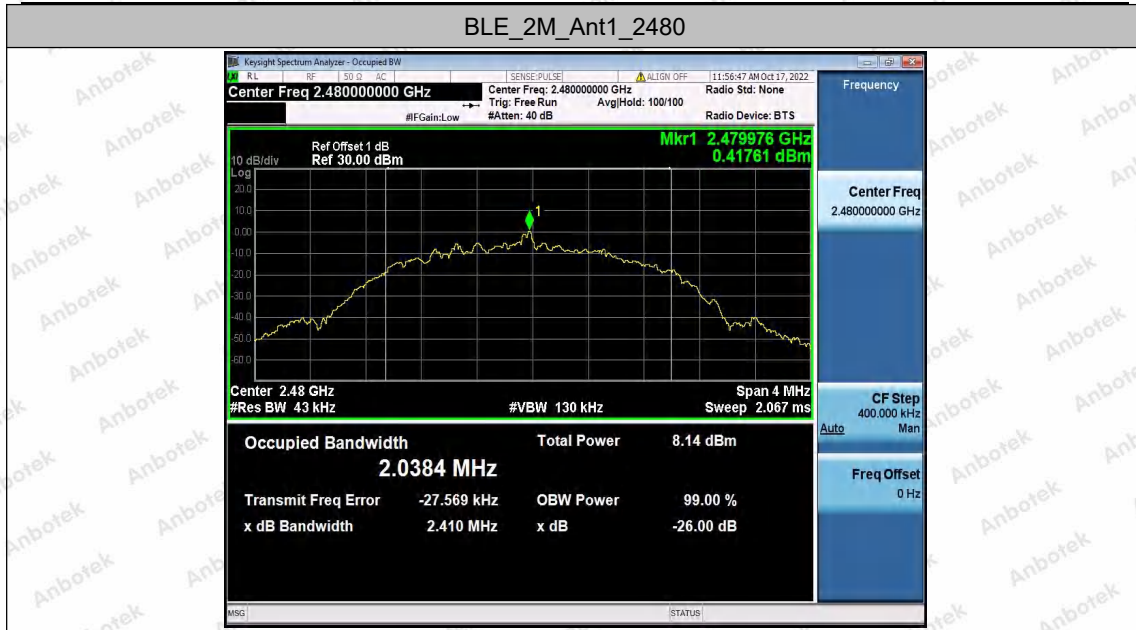 BLE_2M_Ant1_2480
Keysight Spectrum Analyzer - Occupied BW
RL RF 50 Ω AC SENSE:PULSE ALIGN OFF 11:56:47 AM Oct 17, 2022
Center Freq 2.480000000 GHz Center Freq: 2.480000000 GHz Radio Std: None
Trig: Free Run Avg|Hold: 100/100
#IFGain:Low #Atten: 40 dB Radio Device: BTS
Frequency
Mkr1 2.479976 GHz
0.41761 dBm
Ref Offset 1 dB
10 dB/div Ref 30.00 dBm
Log
20.0
10.0
0.00
-10.0
-20.0
-30.0
-40.0
-50.0
-60.0
1
Center Freq
2.480000000 GHz
Center 2.48 GHz Span 4 MHz
#Res BW 43 kHz #VBW 130 kHz Sweep 2.067 ms
CF Step
400.000 kHz
Auto Man
Occupied Bandwidth Total Power 8.14 dBm
2.0384 MHz
Freq Offset
0 Hz
Transmit Freq Error -27.569 kHz OBW Power 99.00 %
x dB Bandwidth 2.410 MHz x dB -26.00 dB
MSG STATUS
Anbotek